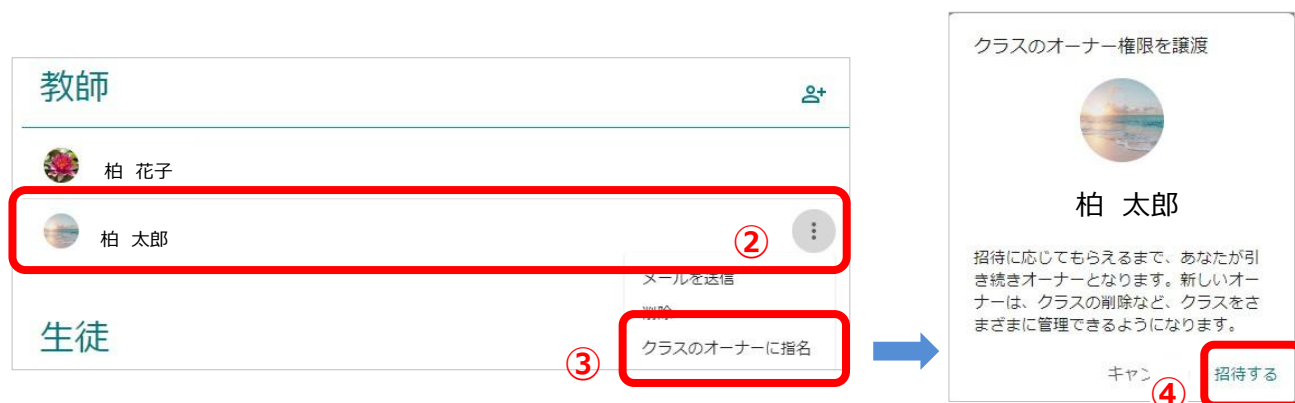 教師
柏 花子
柏 太郎
②
メールを送信
削除
生徒
③
クラスのオーナーに指名
クラスのオーナー権限を譲渡
柏 太郎
招待に応じてもらえるまで、あなたが引
き続きオーナーとなります。新しいオー
ナーは、クラスの削除など、クラスをさ
まざまに管理できるようになります。
キャン
④
招待する